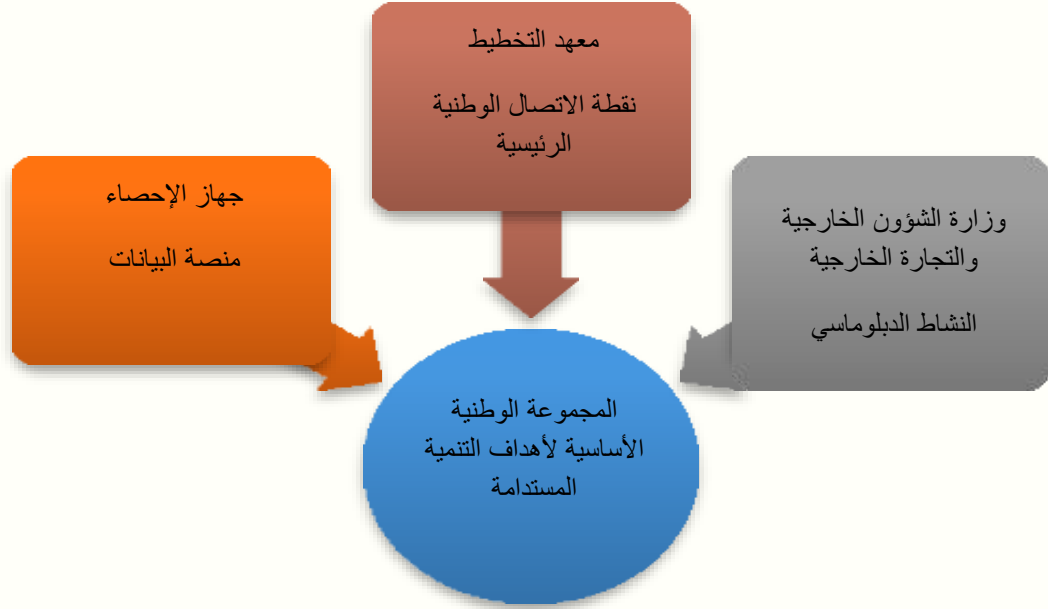 معهد التخطيط
نقطة الاتصال الوطنية
الرئيسية
وزارة الشؤون الخارجية
والتجارة الخارجية
النشاط الدبلوماسي
جهاز الإحصاء
منصة البيانات
المجموعة الوطنية
الأساسية لأهداف التنمية
المستدامة